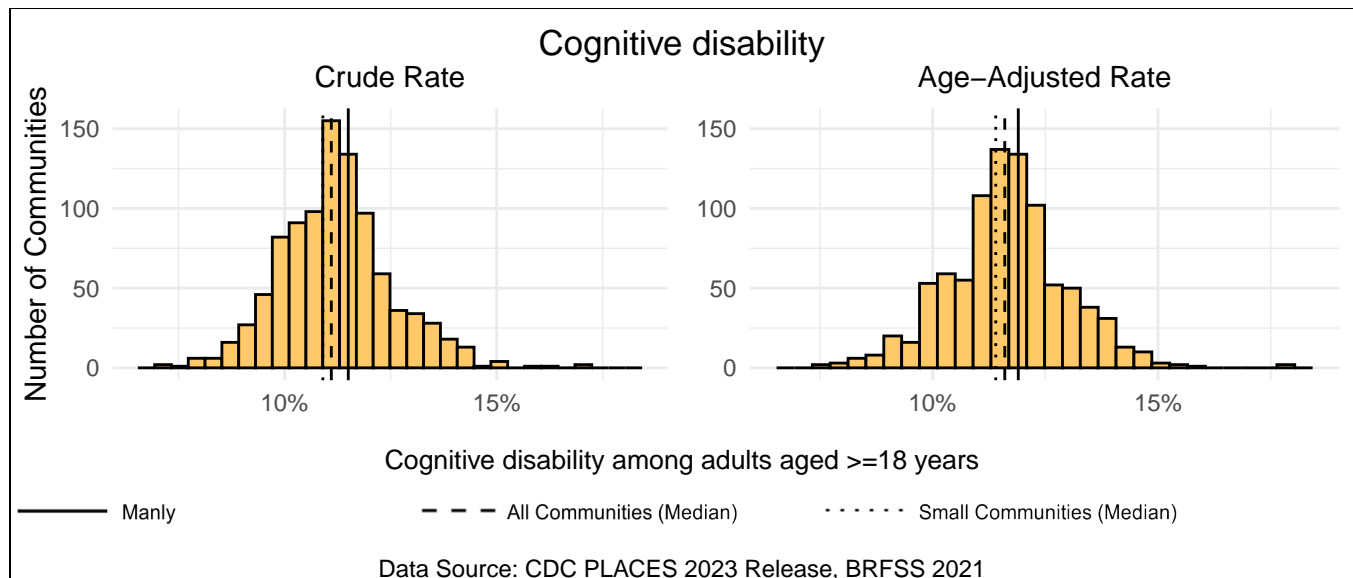 Cognitive disability
Crude Rate
Age−Adjusted Rate
Number of Communities
150
100
50
0
10%
15%
150
100
50
0
10%
15%
Cognitive disability among adults aged >=18 years
Manly
All Communities (Median)
Small Communities (Median)
Data Source: CDC PLACES 2023 Release, BRFSS 2021